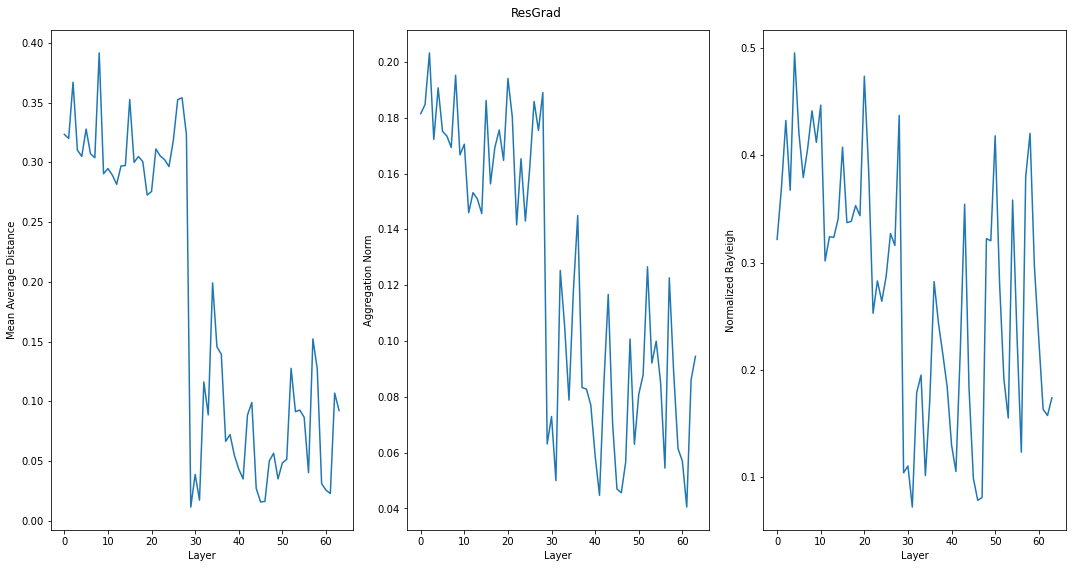 ResGrad
Mean Average Distance
0.40
0.35
0.30
0.25
0.20
0.15
0.10
0.05
0.00
0 10 20 30 40 50 60
Layer
Aggregation Norm
0.20
0.18
0.16
0.14
0.12
0.10
0.08
0.06
0.04
0 10 20 30 40 50 60
Layer
Normalized Rayleigh
0.5
0.4
0.3
0.2
0.1
0 10 20 30 40 50 60
Layer